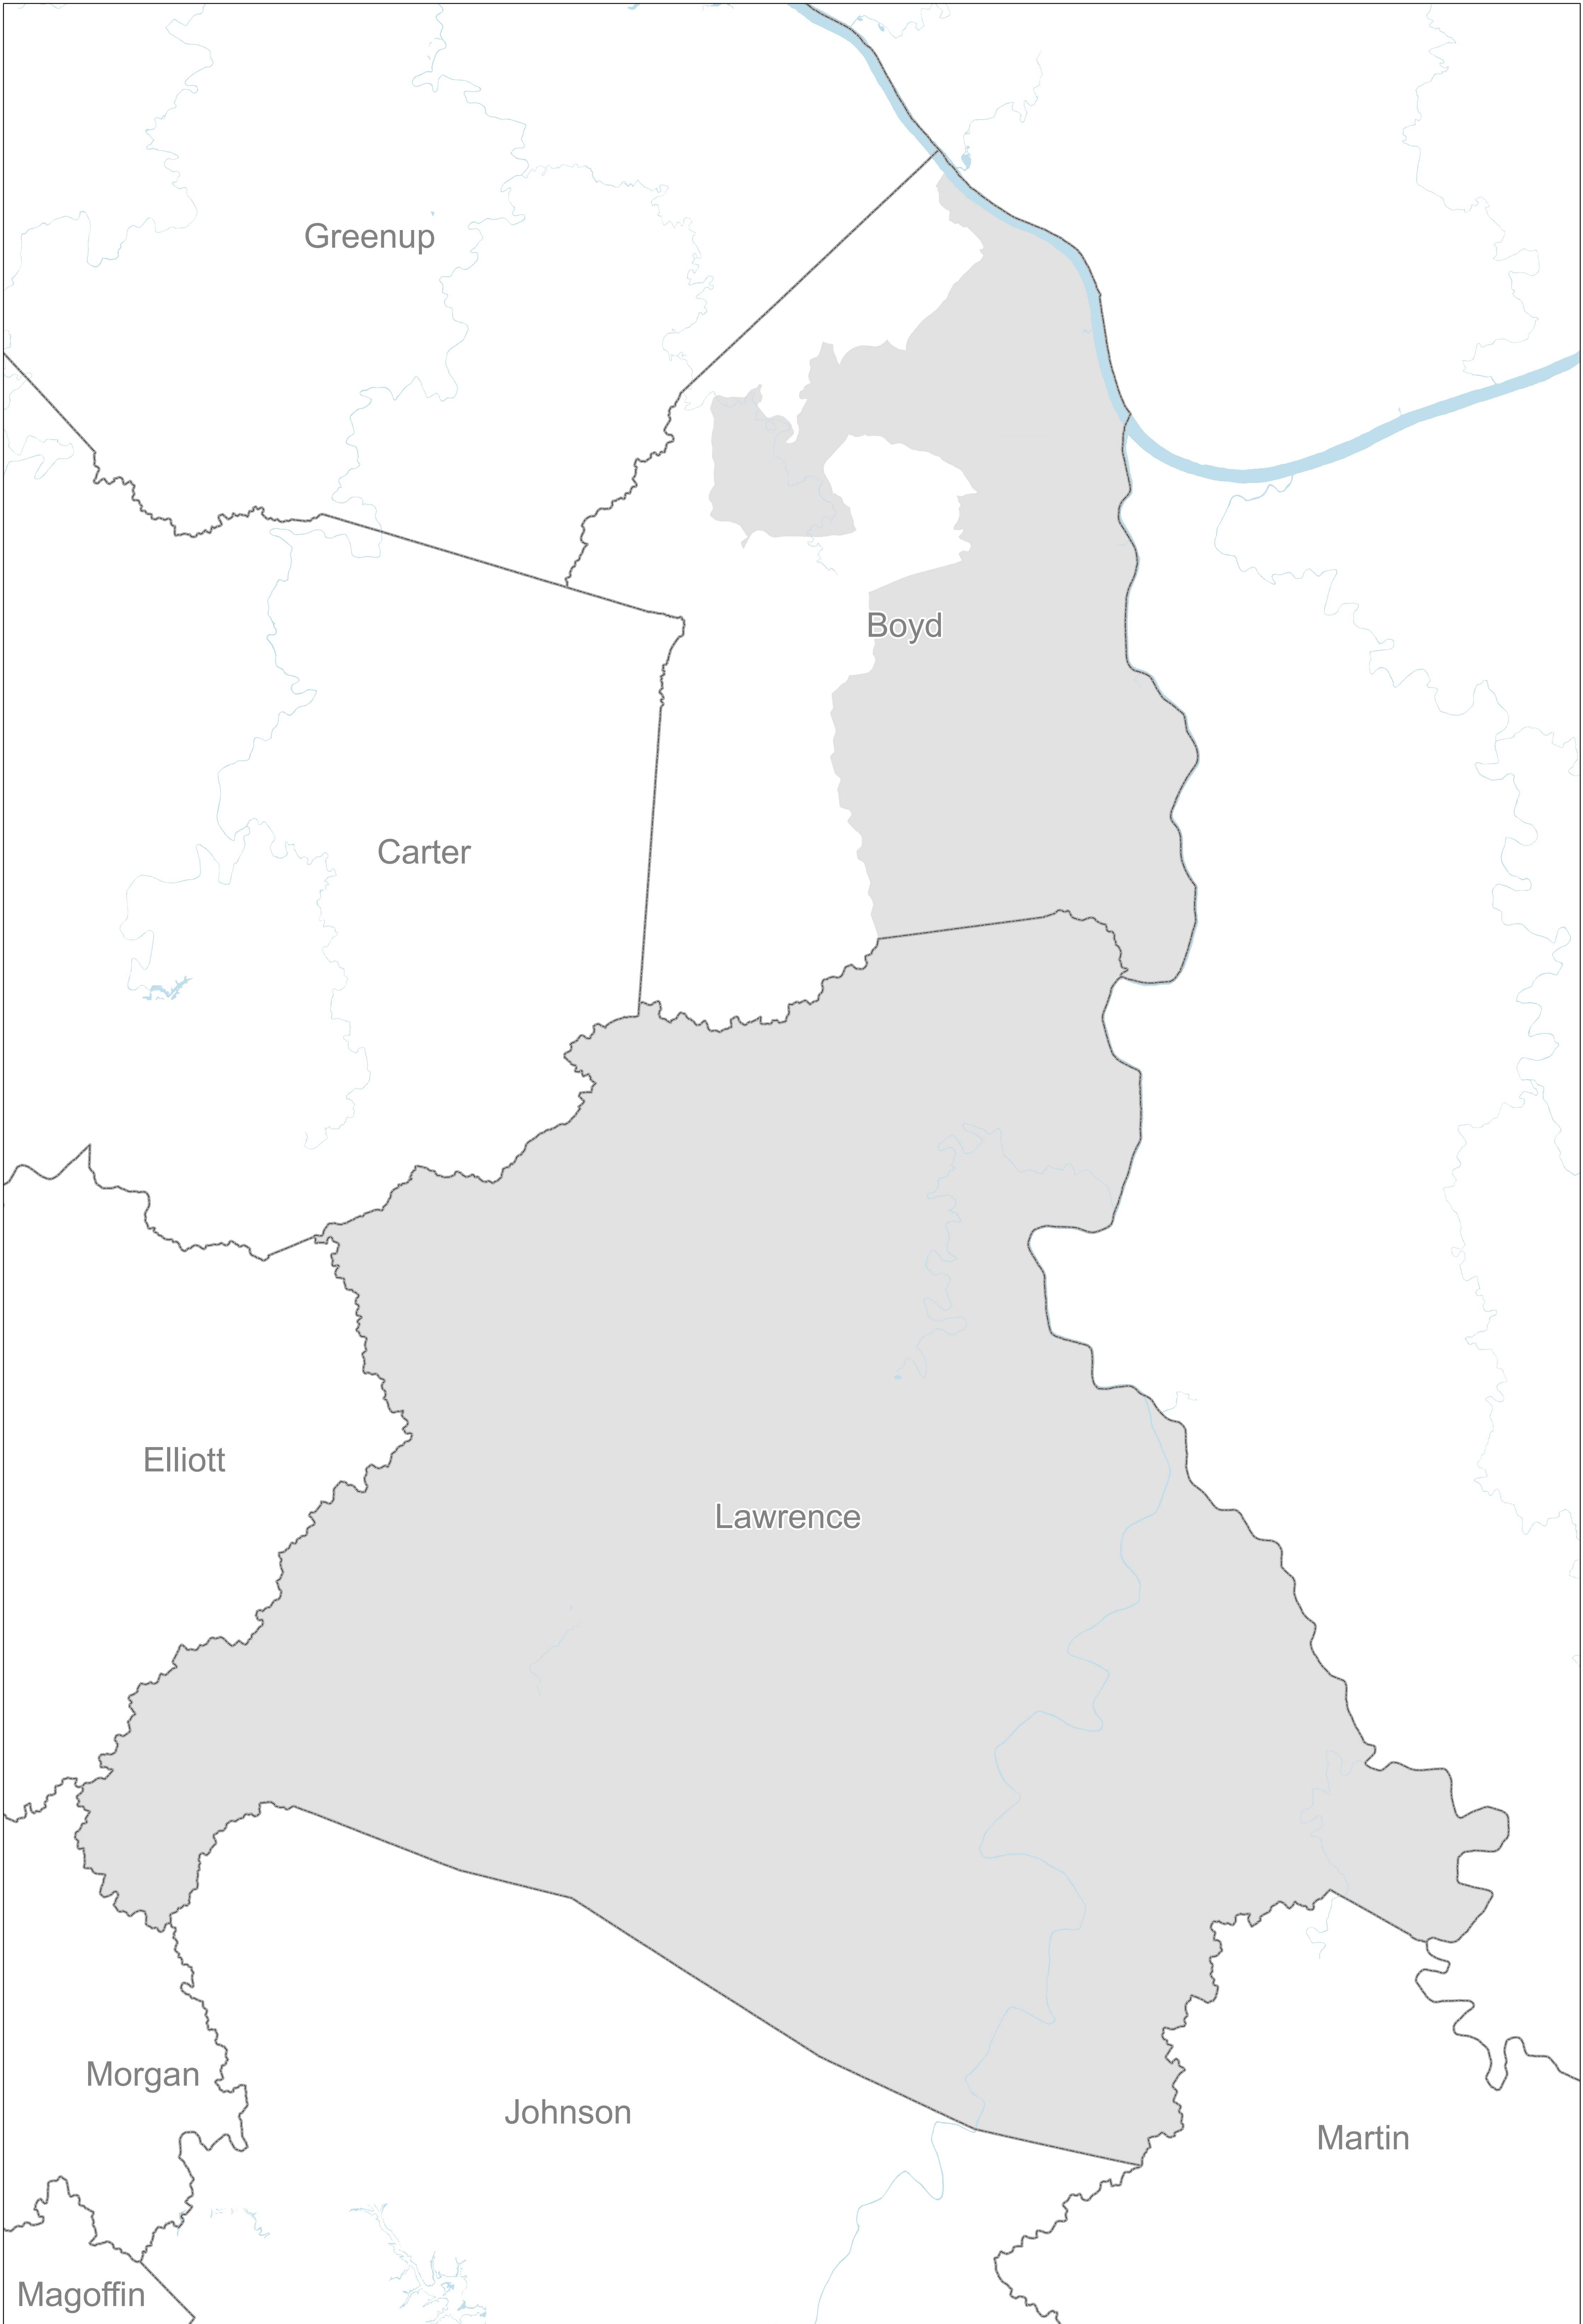 Greenup
Boyd
Carter
Elliott
Lawrence
Morgan
Johnson
Martin
Magoffin